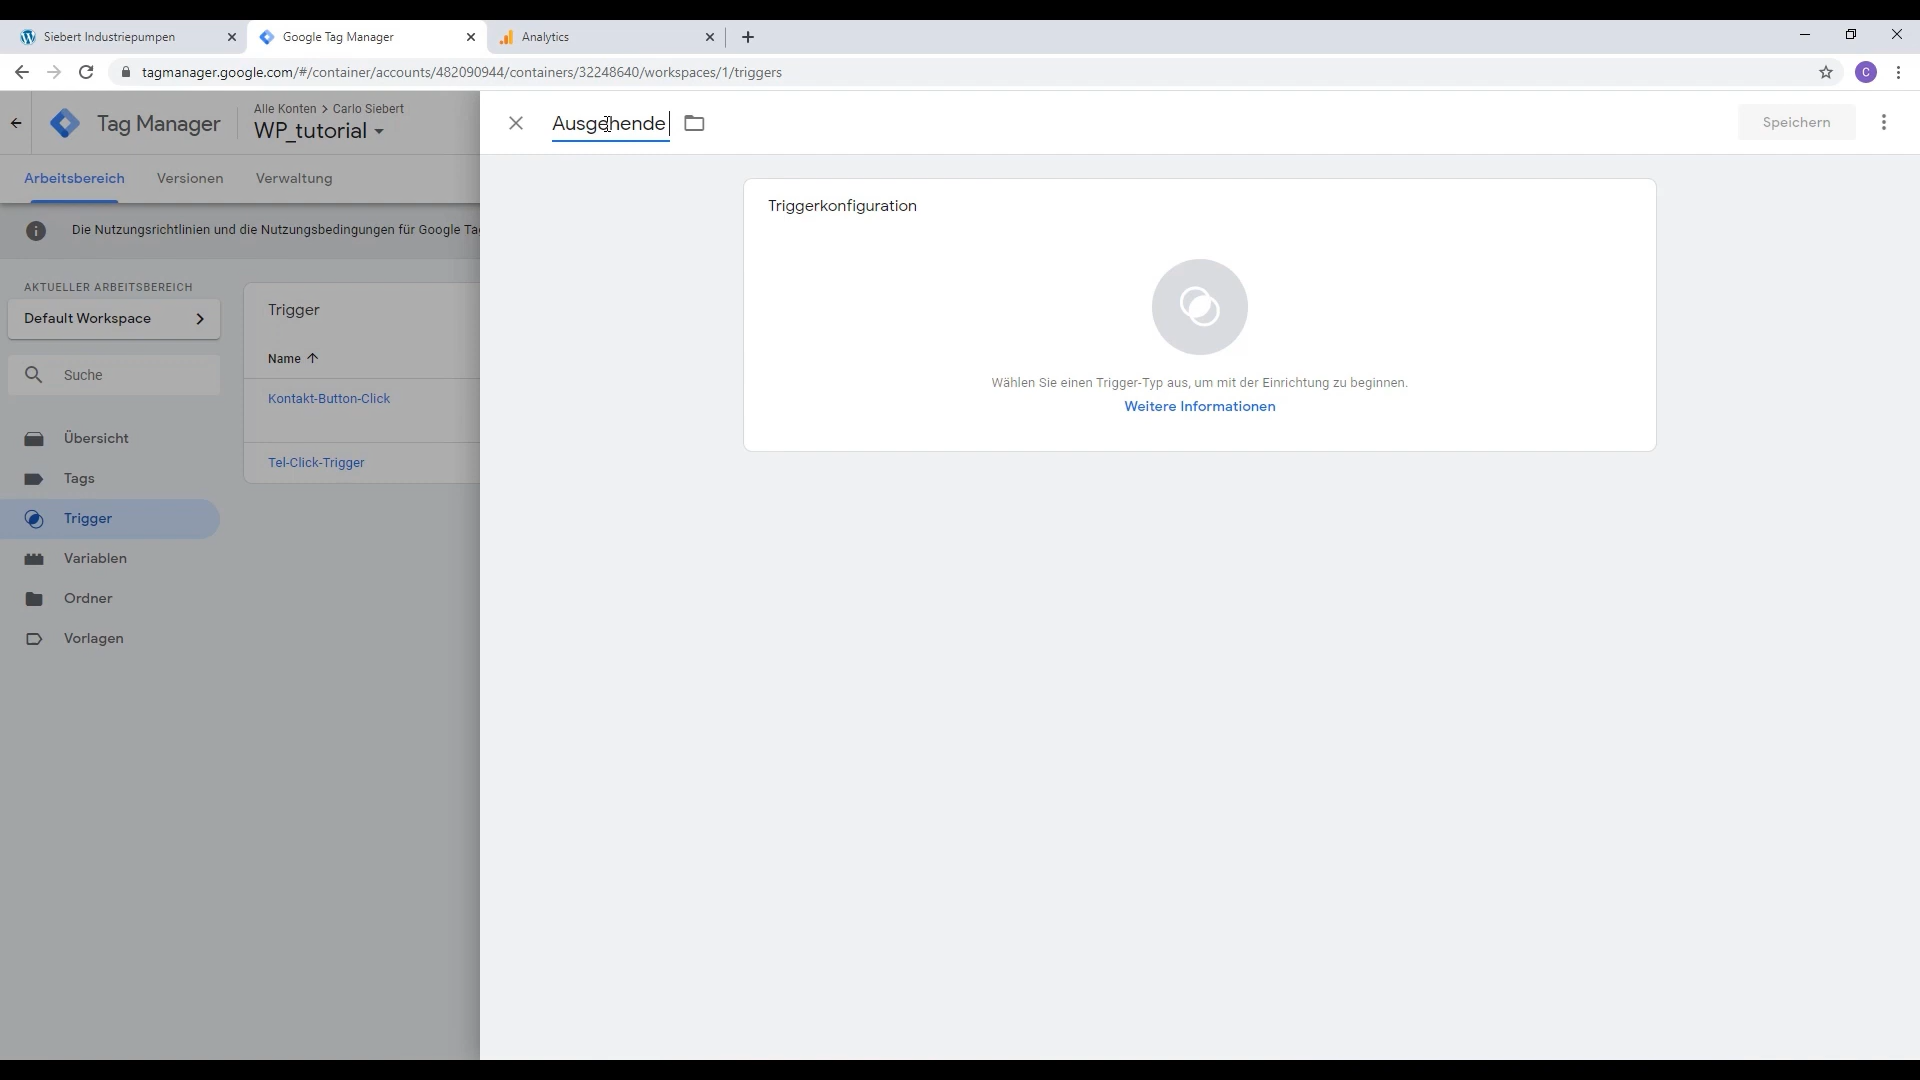 Siebert Industriepumpen
Google Tag Manager
Analytics
tagmanager.google.com/#/container/accounts/482090944/containers/32248640/workspaces/1/triggers
C
Tag Manager
Alle Konten > Carlo Siebert
WP_tutorial
Ausgehende
Speichern
Arbeitsbereich
Versionen
Verwaltung
Die Nutzungsrichtlinien und die Nutzungsbedingungen für Google Ta
AKTUELLER ARBEITSBEREICH
Default Workspace
Suche
Übersicht
Tags
Trigger
Variablen
Ordner
Vorlagen
Trigger
Name
Kontakt-Button-Click
Tel-Click-Trigger
Triggerkonfiguration
Wählen Sie einen Trigger-Typ aus, um mit der Einrichtung zu beginnen.
Weitere Informationen